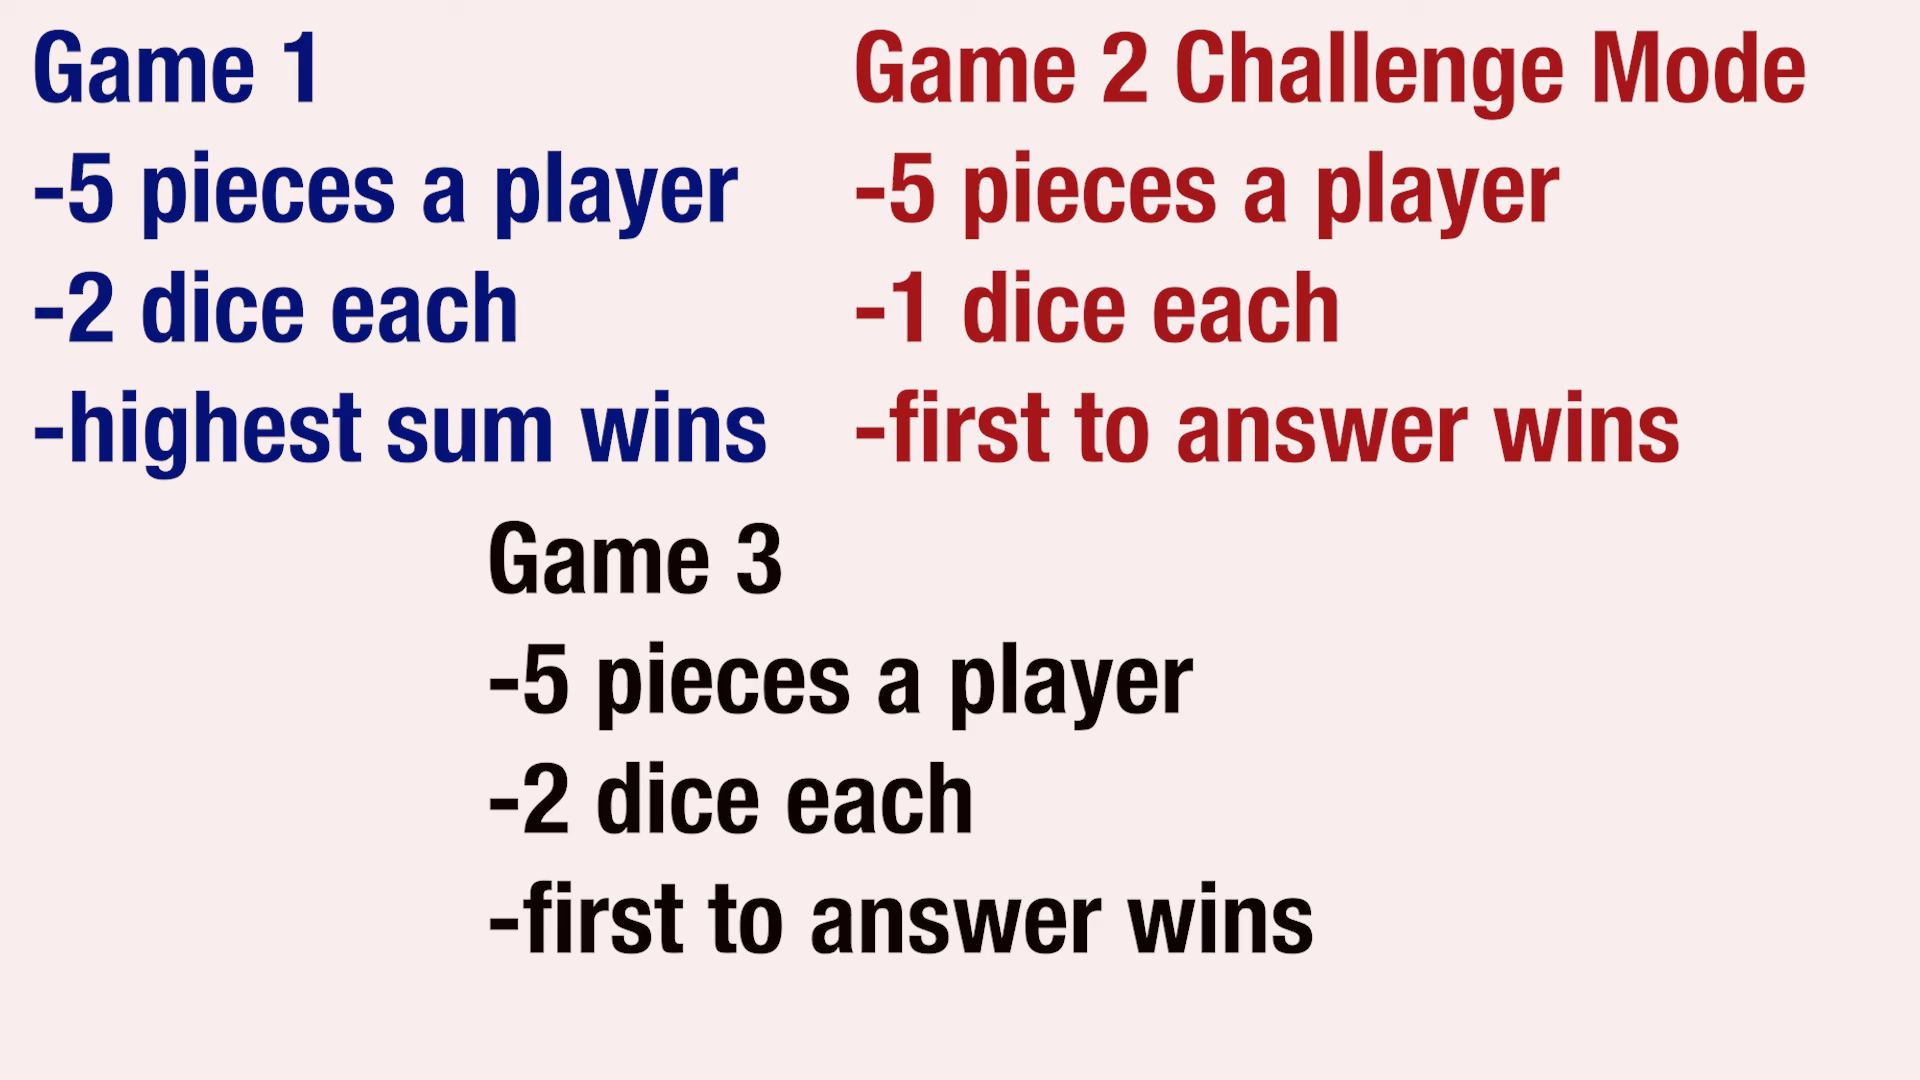 Game 1
-5 pieces a player
-2 dice each
-highest sum wins
Game 2 Challenge Mode
-5 pieces a player
-1 dice each
-first to answer wins
Game 3
-5 pieces a player
-2 dice each
-first to answer wins